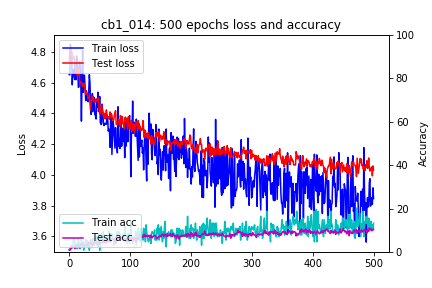 cb1_014: 500 epochs loss and accuracy
Train loss
Test loss
Train acc
Test acc
Loss
Accuracy
4.8
4.6
4.4
4.2
4.0
3.8
3.6
100
80
60
40
20
0
0 100 200 300 400 500